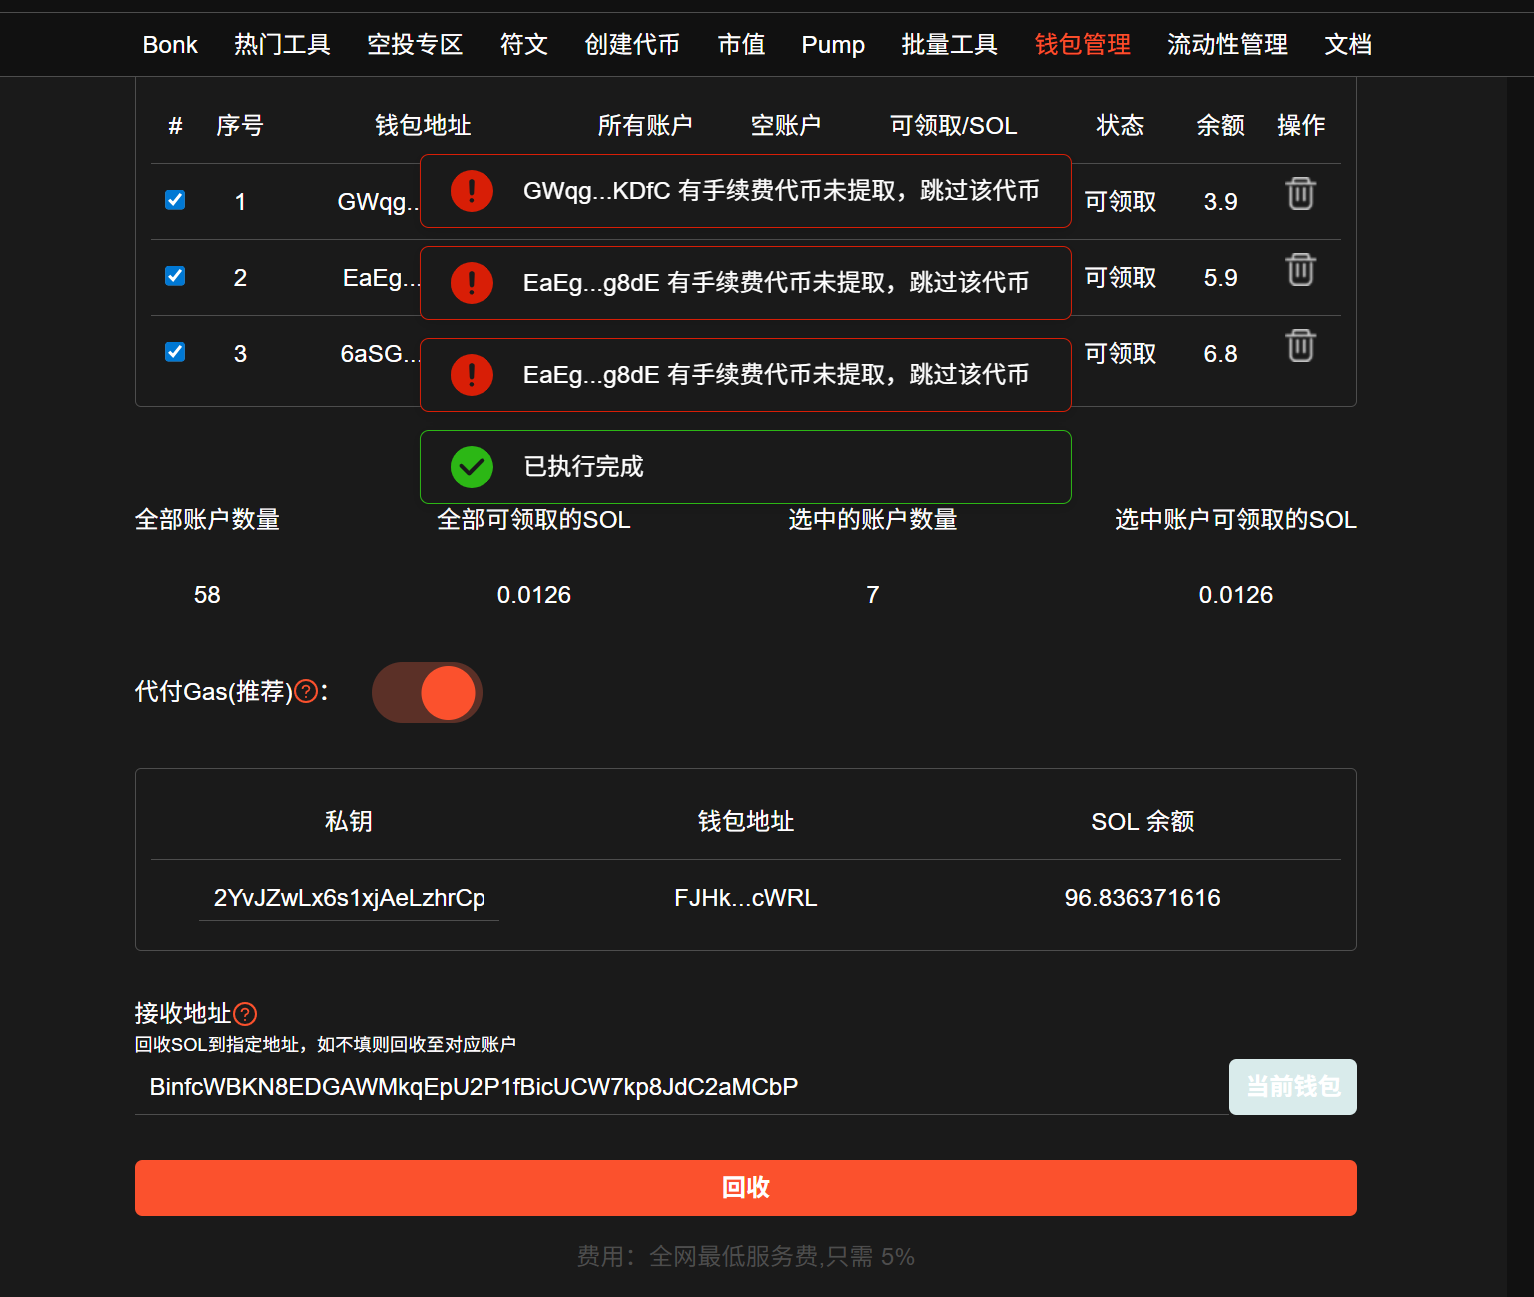 Bonk 热门工具 空投专区 符文 创建代币 市值 Pump 批量工具 钱包管理 流动性管理 文档
# 序号 钱包地址 所有账户 空账户 可领取/SOL 状态 余额 操作
1 GWqg... 可领取 3.9
GWqg...KDfC 有手续费代币未提取，跳过该代币
2 EaEg... 可领取 5.9
EaEg...g8dE 有手续费代币未提取，跳过该代币
3 6aSG... 可领取 6.8
EaEg...g8dE 有手续费代币未提取，跳过该代币
已执行完成
全部账户数量 全部可领取的SOL 选中的账户数量 选中账户可领取的SOL
58 0.0126 7 0.0126
代付Gas(推荐)?：
私钥 钱包地址 SOL 余额
2YvJZwLx6s1xjAeLzhrCp FJHk...cWRL 96.836371616
接收地址?
回收SOL到指定地址，如不填则回收至对应账户
BinfcWBKN8EDGAWMkqEpU2P1fBicUCW7kp8JdC2aMCbP 当前钱包
回收
费用：全网最低服务费,只需 5%